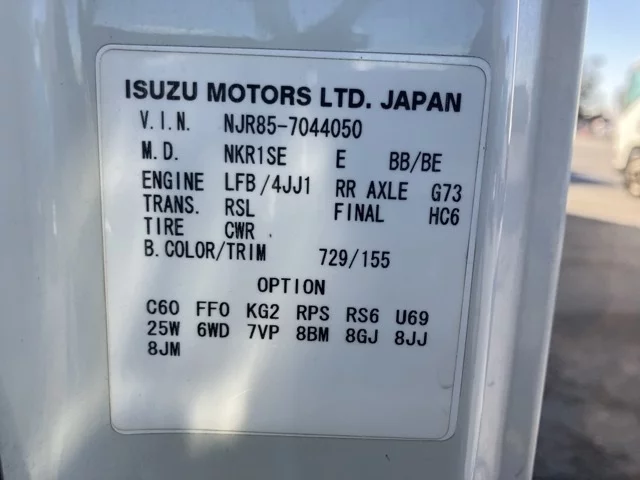 ISUZU MOTORS LTD. JAPAN
V.I.N. NJR85-7044050
M.D. NKR1SE E BB/BE
ENGINE LFB/4JJ1 RR AXLE G73
TRANS. RSL FINAL HC6
TIRE CWR
B.COLOR/TRIM 729/155
OPTION
C60 FF0 KG2 RPS RS6 U69
25W 6WD 7VP 8BM 8GJ 8JJ
8JM